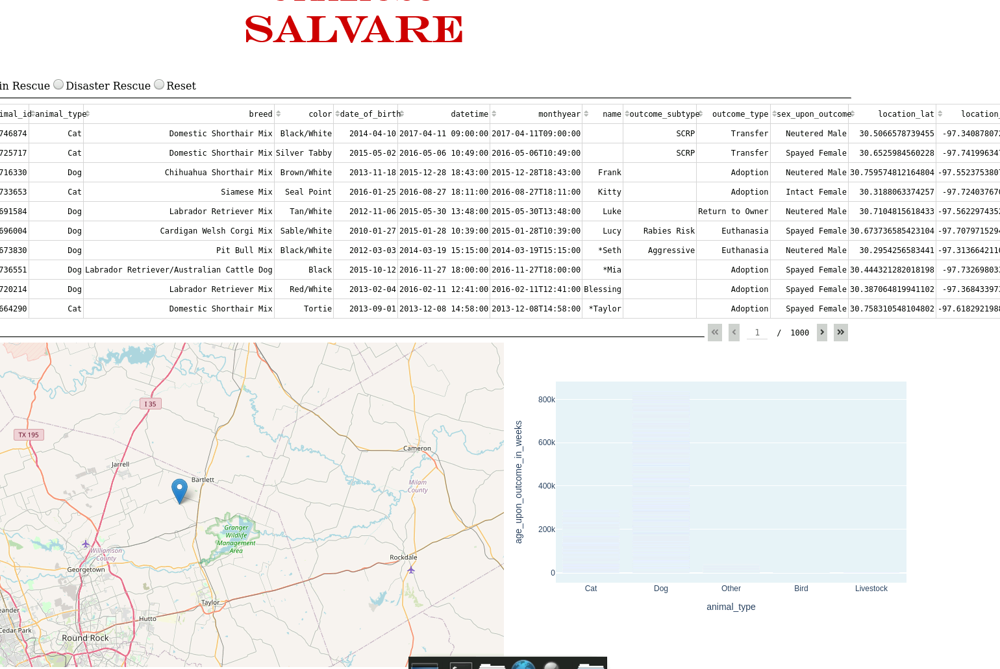 SALVARE
in Rescue Disaster Rescue Reset
imal_id animal_type breed color date_of_birth datetime monthyear name outcome_subtype outcome_type sex_upon_outcome location_lat location_
746874 Cat Domestic Shorthair Mix Black/White 2014-04-10 2017-04-11 09:00:00 2017-04-11T09:00:00 SCRP Transfer Neutered Male 30.5066578739455 -97.340878072
725717 Cat Domestic Shorthair Mix Silver Tabby 2015-05-02 2016-05-06 10:49:00 2016-05-06T10:49:00 SCRP Transfer Spayed Female 30.6525984560228 -97.741996347
716330 Dog Chihuahua Shorthair Mix Brown/White 2013-11-18 2015-12-28 18:43:00 2015-12-28T18:43:00 Frank Adoption Neutered Male 30.759574812164804 -97.5523753807
733653 Cat Siamese Mix Seal Point 2016-01-25 2016-08-27 18:11:00 2016-08-27T18:11:00 Kitty Adoption Intact Female 30.3188063374257 -97.724037670
691584 Dog Labrador Retriever Mix Tan/White 2012-11-06 2015-05-30 13:48:00 2015-05-30T13:48:00 Luke Return to Owner Neutered Male 30.7104815618433 -97.562297435
696004 Dog Cardigan Welsh Corgi Mix Sable/White 2010-01-27 2015-01-28 10:39:00 2015-01-28T10:39:00 Lucy Rabies Risk Euthanasia Spayed Female 30.673736585423104 -97.707971529
673830 Dog Pit Bull Mix Black/White 2012-03-03 2014-03-19 15:15:00 2014-03-19T15:15:00 *Seth Aggressive Euthanasia Neutered Male 30.2954256583441 -97.313664211
736551 Dog Labrador Retriever/Australian Cattle Dog Black 2015-10-12 2016-11-27 18:00:00 2016-11-27T18:00:00 *Mia Adoption Spayed Female 30.444321282018198 -97.73269803
720214 Dog Labrador Retriever Mix Red/White 2013-02-04 2016-02-11 12:41:00 2016-02-11T12:41:00 Blessing Adoption Spayed Female 30.387064819941102 -97.36843397
664290 Cat Domestic Shorthair Mix Tortie 2013-09-01 2013-12-08 14:58:00 2013-12-08T14:58:00 *Taylor Adoption Spayed Female 30.758310548104802 -97.618292198
1 / 1000
I 35
TX 195
Cameron
Jarrell
Bartlett
Milam
County
Granger
Wildlife
Management
Area
Williamson
County
Rockdale
Georgetown
Taylor
eander
Hutto
Cedar Park
Round Rock
800k
600k
400k
200k
0
age_upon_outcome_in_weeks
Cat Dog Other Bird Livestock
animal_type